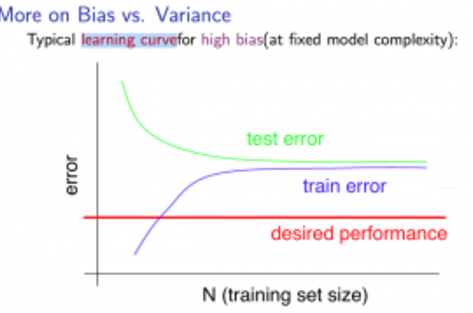 More on Bias vs. Variance
Typical learning curvefor high bias(at fixed model complexity):
test error
error
train error
desired performance
N (training set size)